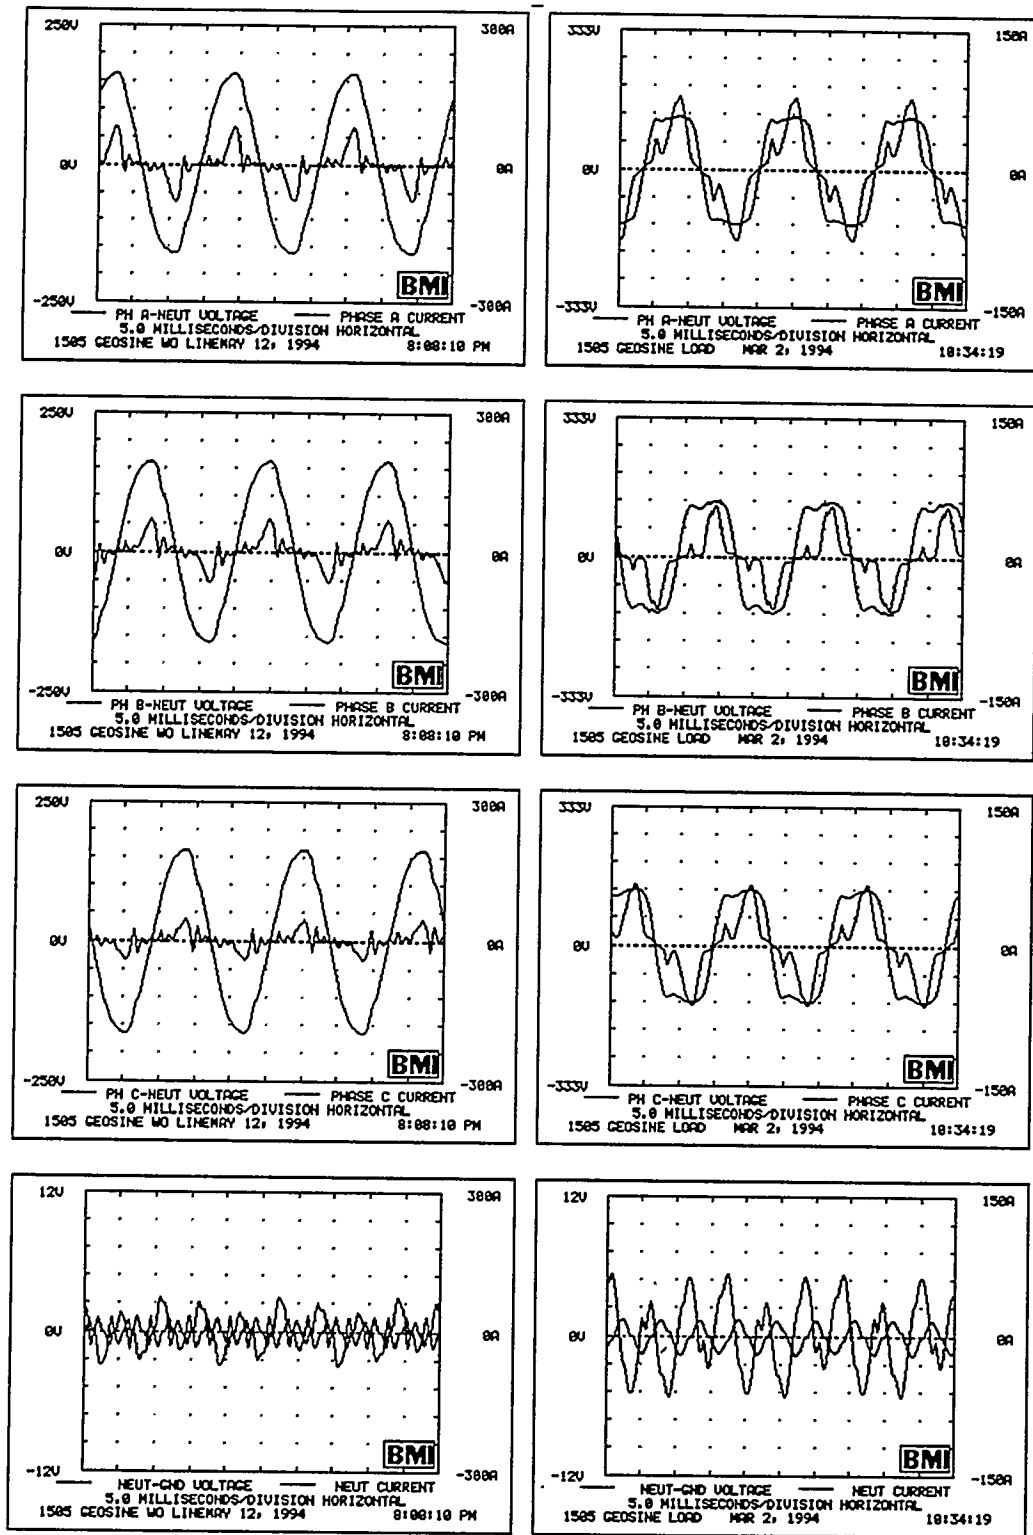 250V 300A
0V 0A
BMI
-250V -300A
PH A-NEUT VOLTAGE PHASE A CURRENT
5.0 MILLISECONDS/DIVISION HORIZONTAL
1505 GEOSINE WO LINEMAY 12, 1994 8:08:10 PM
333V 150A
0V 0A
BMI
-333V -150A
PH A-NEUT VOLTAGE PHASE A CURRENT
5.0 MILLISECONDS/DIVISION HORIZONTAL
1505 GEOSINE LOAD MAR 2, 1994 10:34:19
250V 300A
0V 0A
BMI
-250V -300A
PH B-NEUT VOLTAGE PHASE B CURRENT
5.0 MILLISECONDS/DIVISION HORIZONTAL
1505 GEOSINE WO LINEMAY 12, 1994 8:08:10 PM
333V 150A
0V 0A
BMI
-333V -150A
PH B-NEUT VOLTAGE PHASE B CURRENT
5.0 MILLISECONDS/DIVISION HORIZONTAL
1505 GEOSINE LOAD MAR 2, 1994 10:34:19
250V 300A
0V 0A
BMI
-250V -300A
PH C-NEUT VOLTAGE PHASE C CURRENT
5.0 MILLISECONDS/DIVISION HORIZONTAL
1505 GEOSINE WO LINEMAY 12, 1994 8:08:10 PM
333V 150A
0V 0A
BMI
-333V -150A
PH C-NEUT VOLTAGE PHASE C CURRENT
5.0 MILLISECONDS/DIVISION HORIZONTAL
1505 GEOSINE LOAD MAR 2, 1994 10:34:19
12V 300A
0V 0A
BMI
-12V -300A
NEUT-GND VOLTAGE NEUT CURRENT
5.0 MILLISECONDS/DIVISION HORIZONTAL
1505 GEOSINE WO LINEMAY 12, 1994 8:08:10 PM
12V 150A
0V 0A
BMI
-12V -150A
NEUT-GND VOLTAGE NEUT CURRENT
5.0 MILLISECONDS/DIVISION HORIZONTAL
1505 GEOSINE LOAD MAR 2, 1994 10:34:19